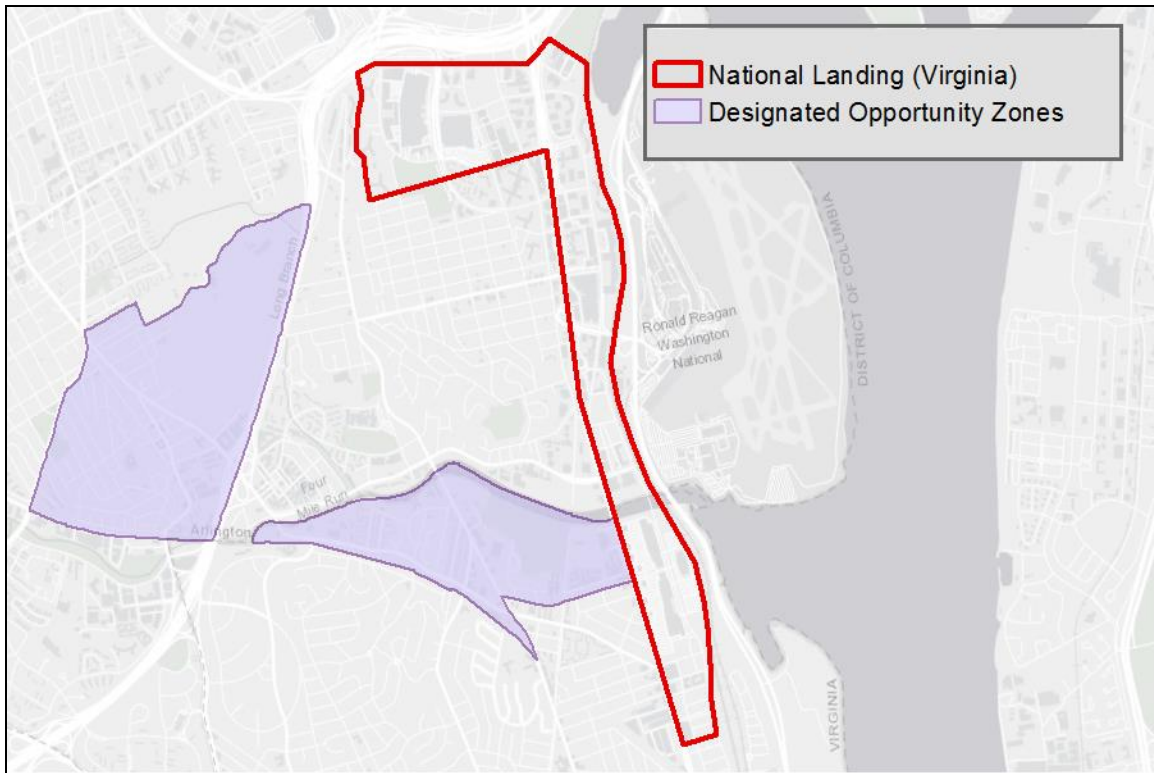 National Landing (Virginia)
Designated Opportunity Zones
Long Branch
Ronald Reagan
Washington
National
DISTRICT OF COLUMBIA
Four
Mile Run
Arlington
VIRGINIA